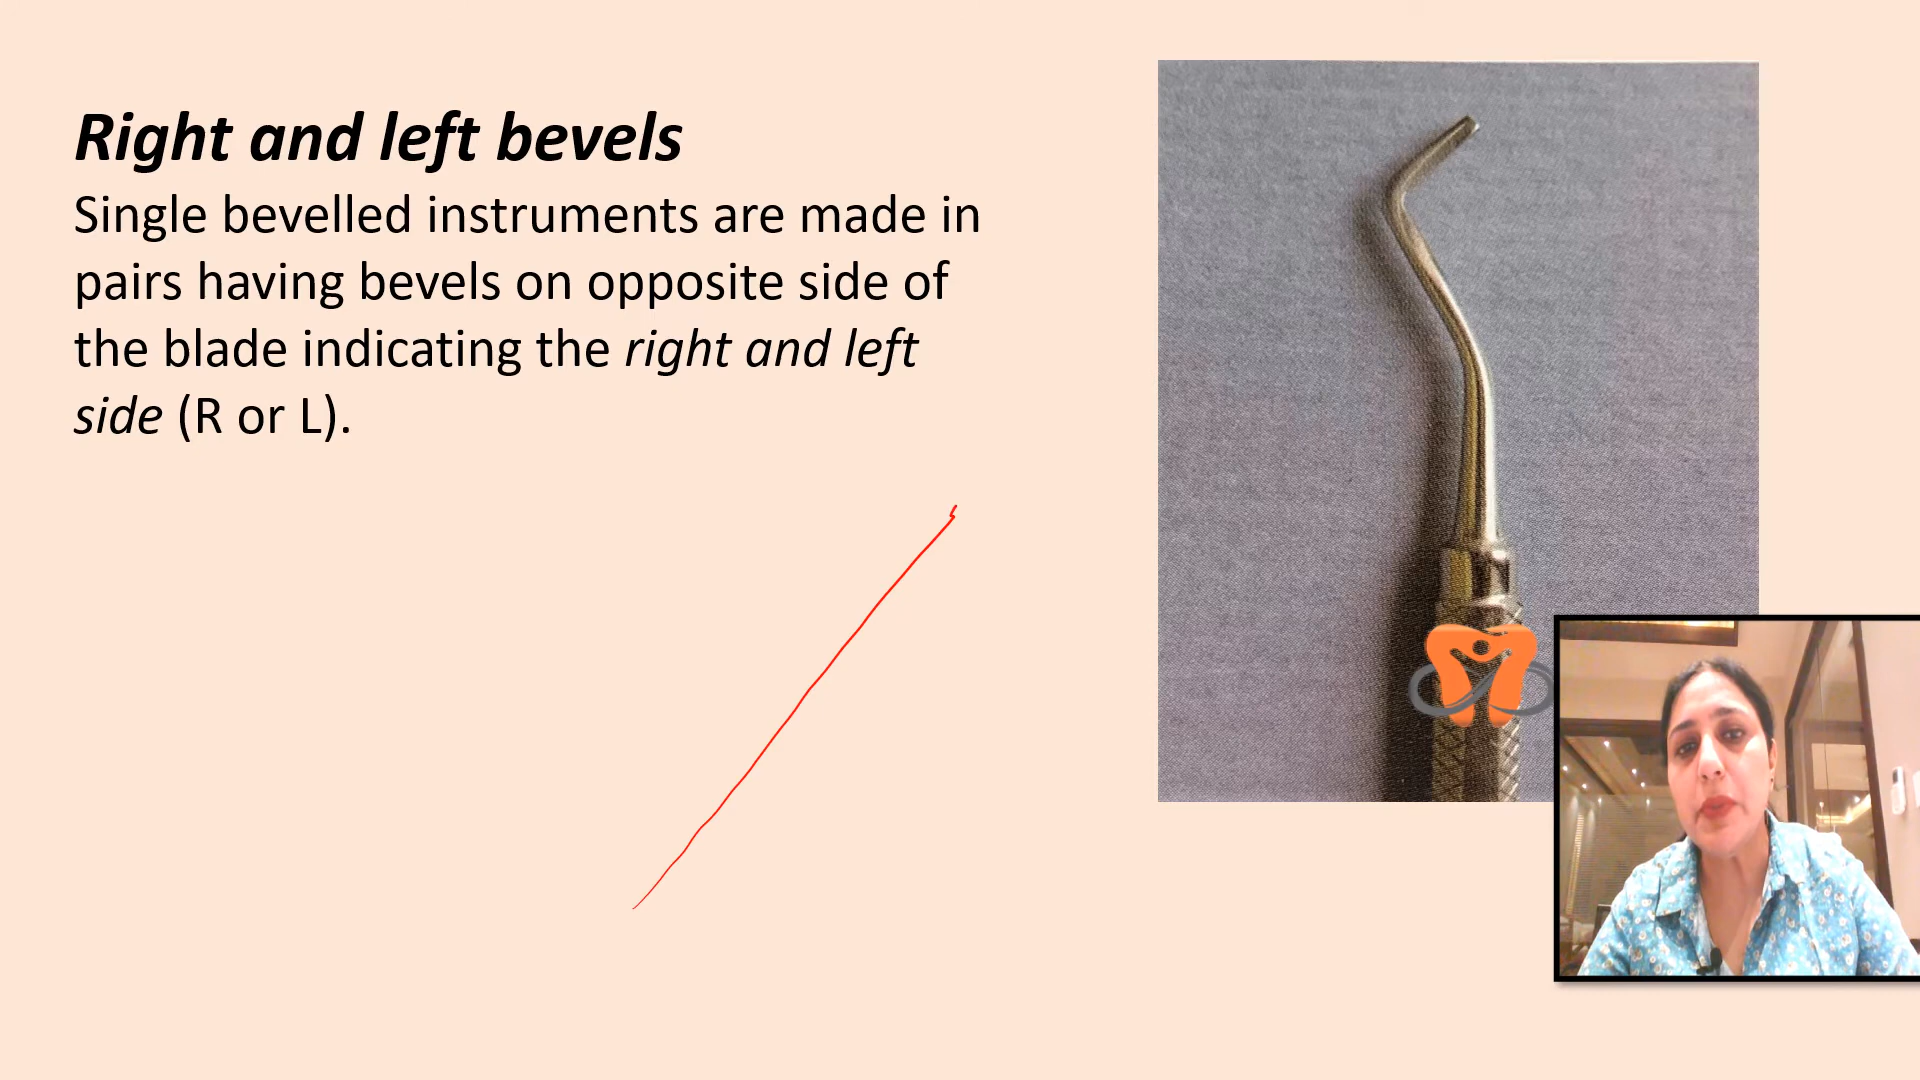 Right and left bevels
Single bevelled instruments are made in
pairs having bevels on opposite side of
the blade indicating the right and left
side (R or L).